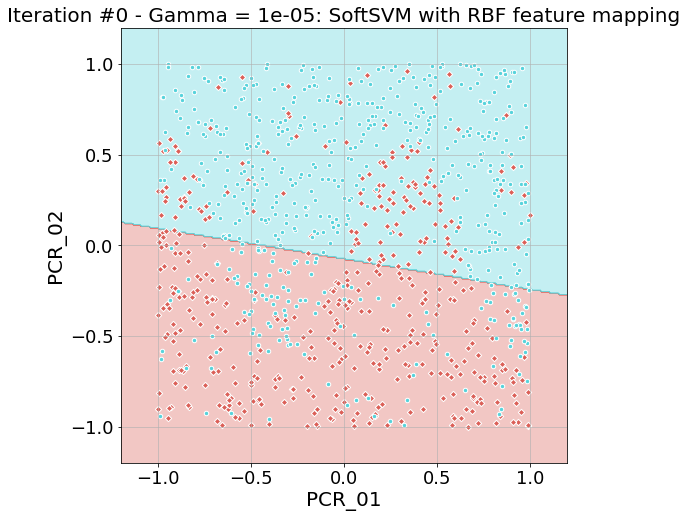 Iteration #0 - Gamma = 1e-05: SoftSVM with RBF feature mapping
1.0
0.5
0.0
−0.5
−1.0
PCR_02
−1.0 −0.5 0.0 0.5 1.0
PCR_01